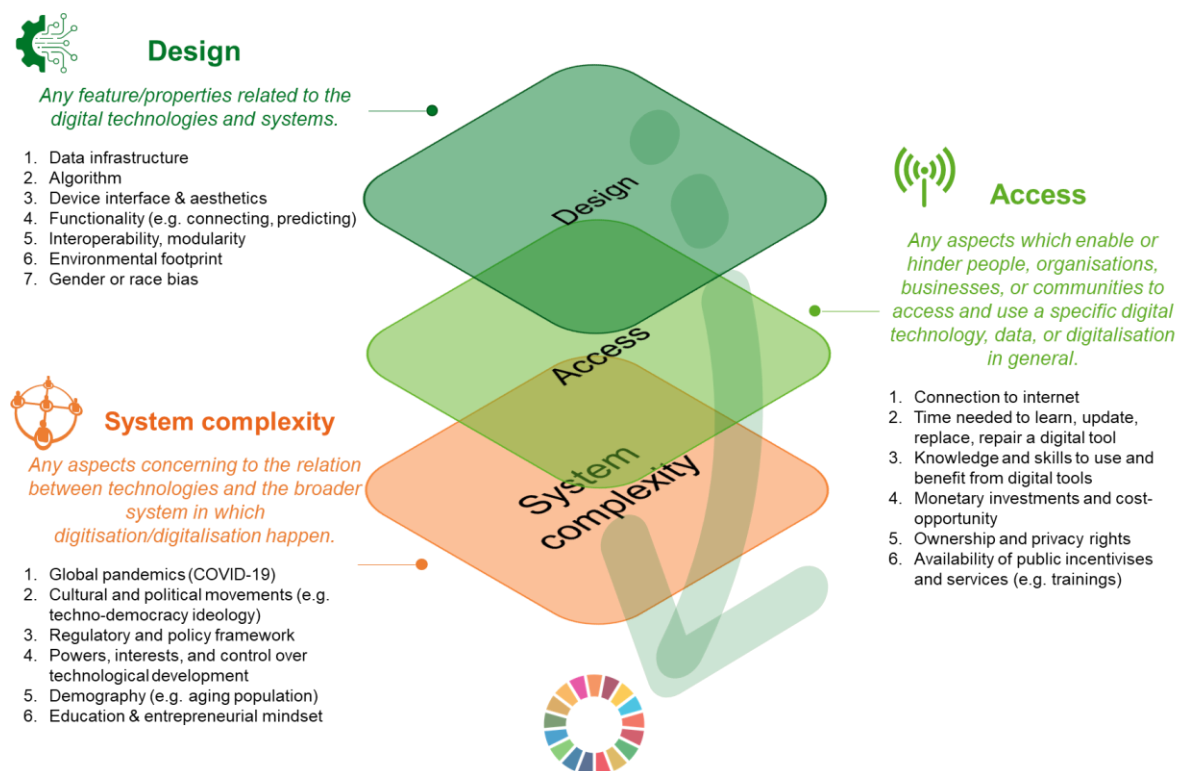 Design
Any feature/properties related to the
digital technologies and systems.
1. Data infrastructure
2. Algorithm
3. Device interface & aesthetics
4. Functionality (e.g. connecting, predicting)
5. Interoperability, modularity
6. Environmental footprint
7. Gender or race bias
System complexity
Any aspects concerning to the relation
between technologies and the broader
system in which
digitisation/digitalisation happen.
1. Global pandemics (COVID-19)
2. Cultural and political movements (e.g.
techno-democracy ideology)
3. Regulatory and policy framework
4. Powers, interests, and control over
technological development
5. Demography (e.g. aging population)
6. Education & entrepreneurial mindset
Design
Access
System
complexity
Access
Any aspects which enable or
hinder people, organisations,
businesses, or communities to
access and use a specific digital
technology, data, or digitalisation
in general.
1. Connection to internet
2. Time needed to learn, update,
replace, repair a digital tool
3. Knowledge and skills to use and
benefit from digital tools
4. Monetary investments and cost-
opportunity
5. Ownership and privacy rights
6. Availability of public incentivises
and services (e.g. trainings)